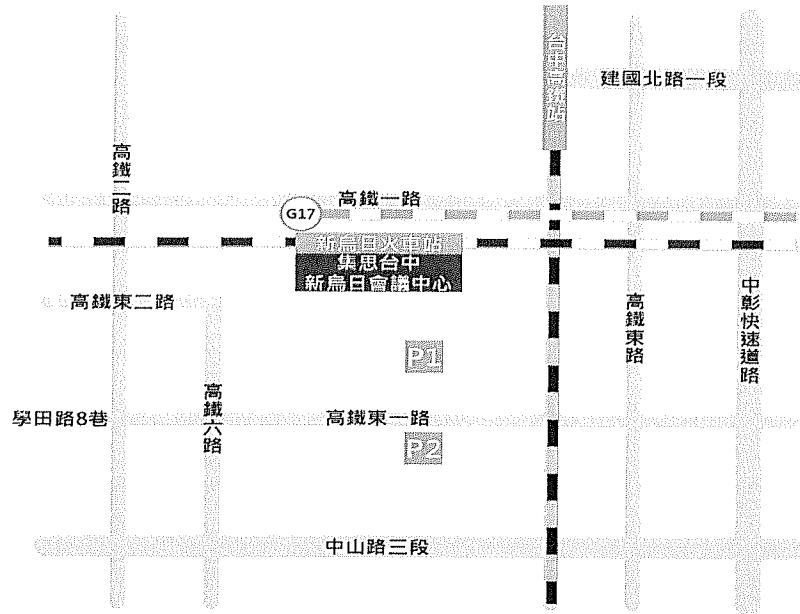 台中高鐵站
建國北路一段
高鐵二路
高鐵一路
G17
新烏日火車站
集思台中
新烏日會議中心
高鐵東二路
高鐵東路
中彰快速道路
P1
高鐵六路
學田路8巷
高鐵東一路
P2
中山路三段